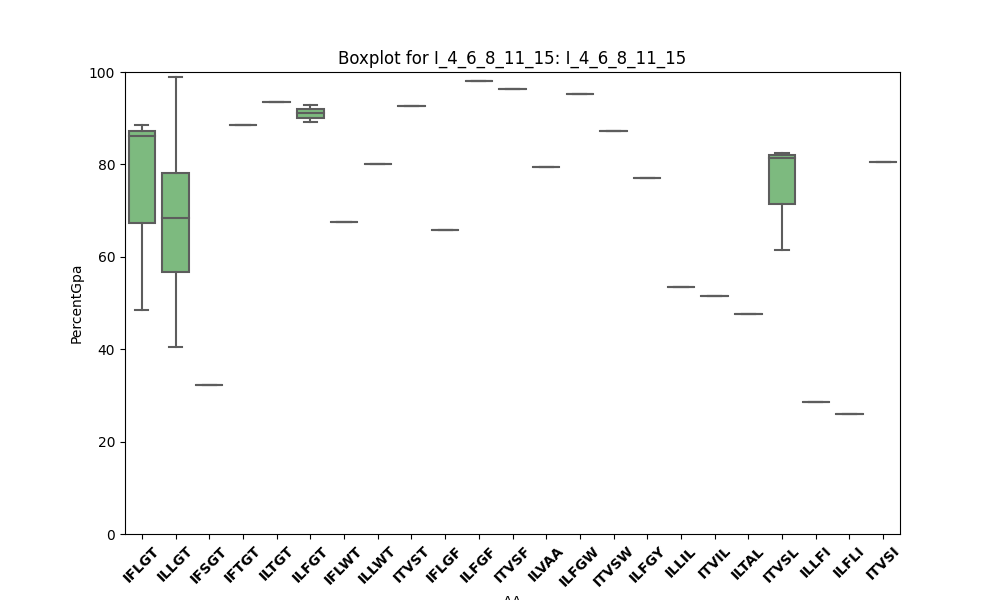 Boxplot for I_4_6_8_11_15: I_4_6_8_11_15
100
80
60
40
20
0
PercentGpa
IFLGT ILLGT IFSGT IFTGT ILTGT ILFGT IFLWT ILLWT ITVST IFLGF ILFGF ITVSF ILVAA ILFGW ITVSW ILFGY ILLIL ITVIL ILTAL ITVSL ILLFI ILFLI ITVSI
AA